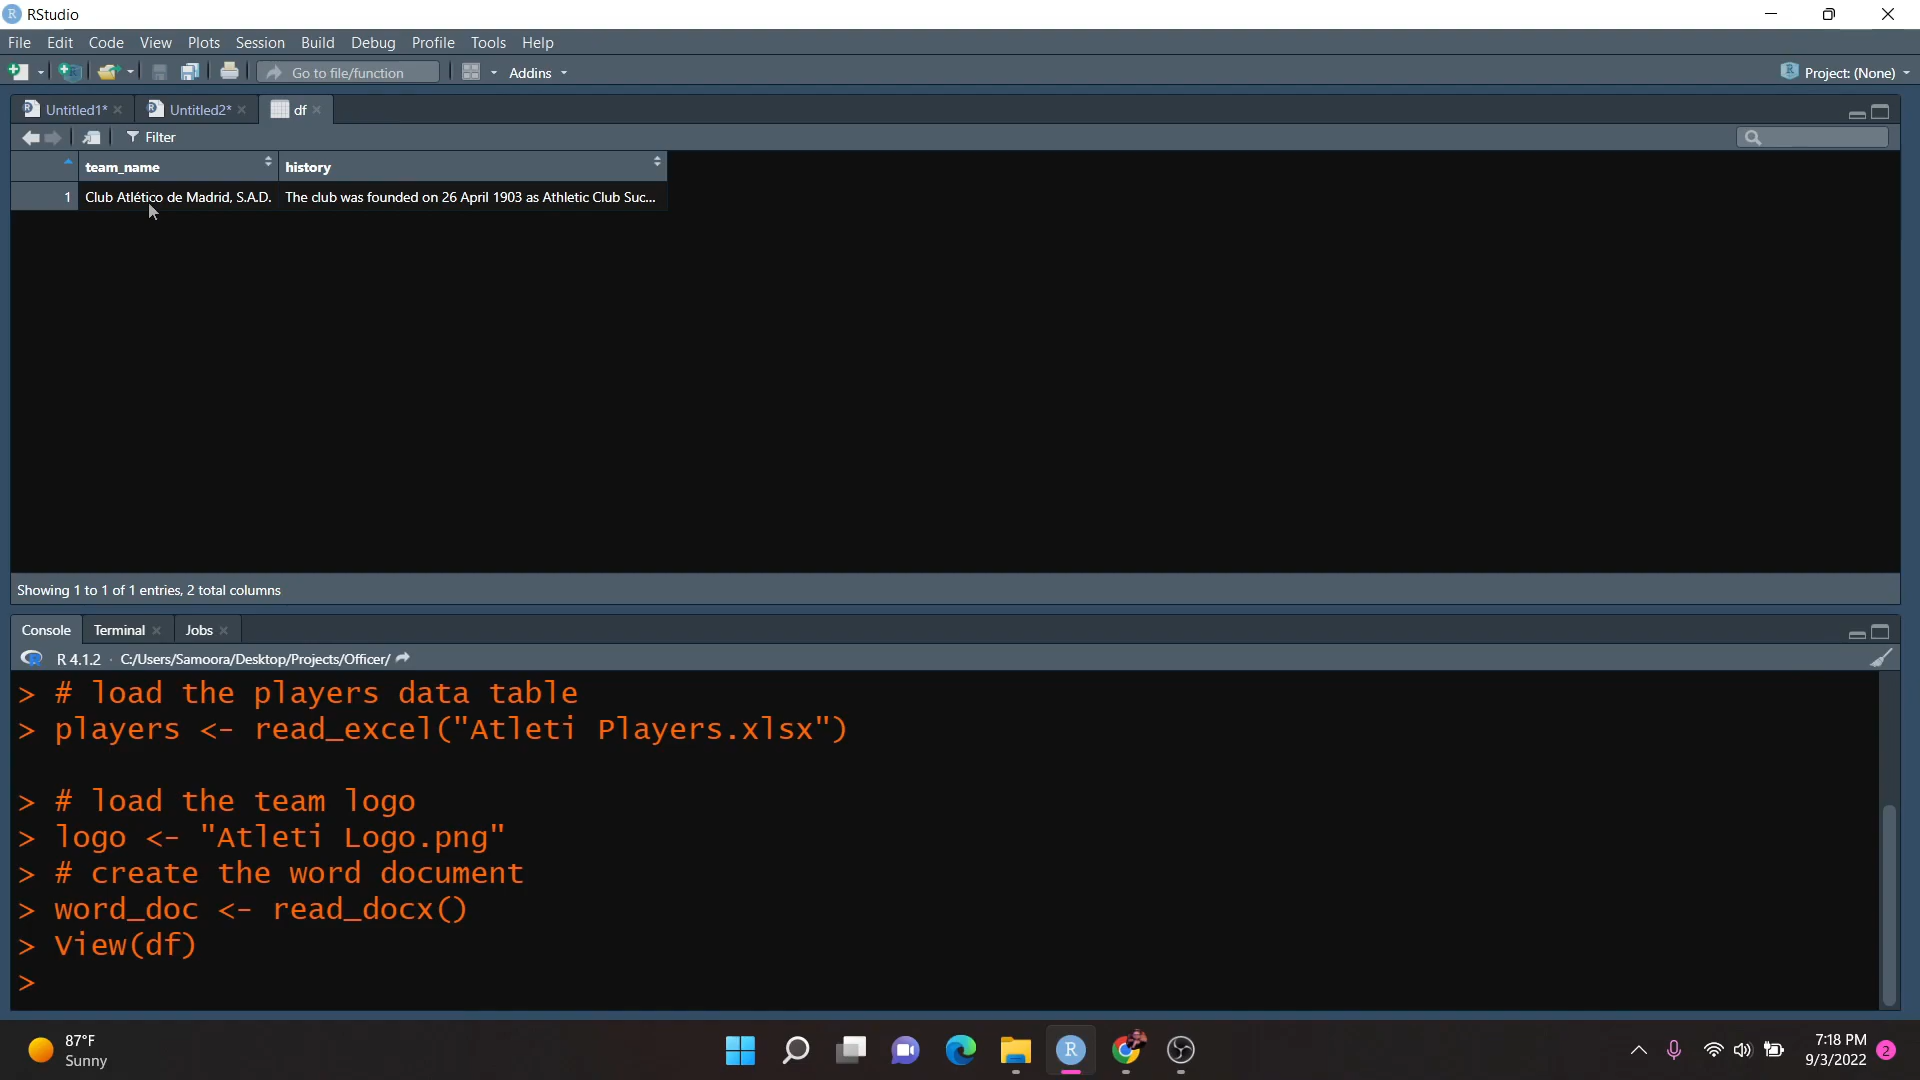 RStudio
File Edit Code View Plots Session Build Debug Profile Tools Help
Go to file/function Addins Project: (None)
Untitled1* Untitled2* df
Filter
team_name history
1 Club Atlético de Madrid, S.A.D. The club was founded on 26 April 1903 as Athletic Club Suc...
Showing 1 to 1 of 1 entries, 2 total columns
Console Terminal Jobs
R 4.1.2 · C:/Users/Samoora/Desktop/Projects/Officer/
> # load the players data table
> players <- read_excel("Atleti Players.xlsx")
> # load the team logo
> logo <- "Atleti Logo.png"
> # create the word document
> word_doc <- read_docx()
> View(df)
>
87°F
Sunny
7:18 PM
9/3/2022
2